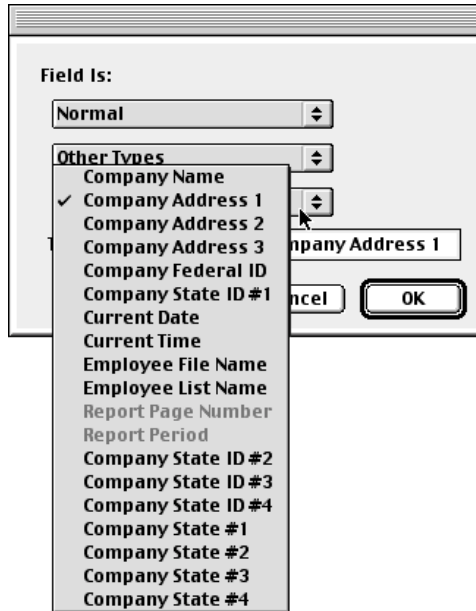 Field Is:
Normal
Other Types
Company Name
✓ Company Address 1
Company Address 2
Company Address 3
mpany Address 1
Company Federal ID
Company State ID #1
ncel
OK
Current Date
Current Time
Employee File Name
Employee List Name
Report Page Number
Report Period
Company State ID #2
Company State ID #3
Company State ID #4
Company State #1
Company State #2
Company State #3
Company State #4